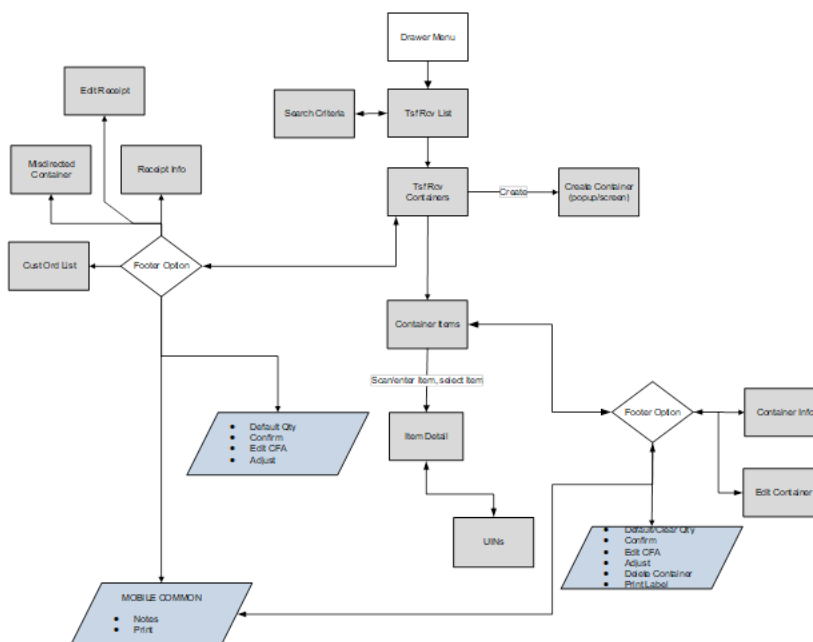 Drawer Menu
Edit Receipt
Search Criteria
Tsf Rcv List
Misdirected
Container
Receipt Info
Tsf Rcv
Containers
Create
Create Container
(popup/screen)
Cust Ord List
Footer Option
Container Items
Scan/enter Item, select Item
Footer Option
Container Info
• Default Qty
• Confirm
• Edit CFA
• Adjust
Item Detail
Edit Container
UINs
• Default/Clear Qty
• Confirm
• Edit CFA
• Adjust
• Delete Container
• Print Label
MOBILE COMMON
• Notes
• Print